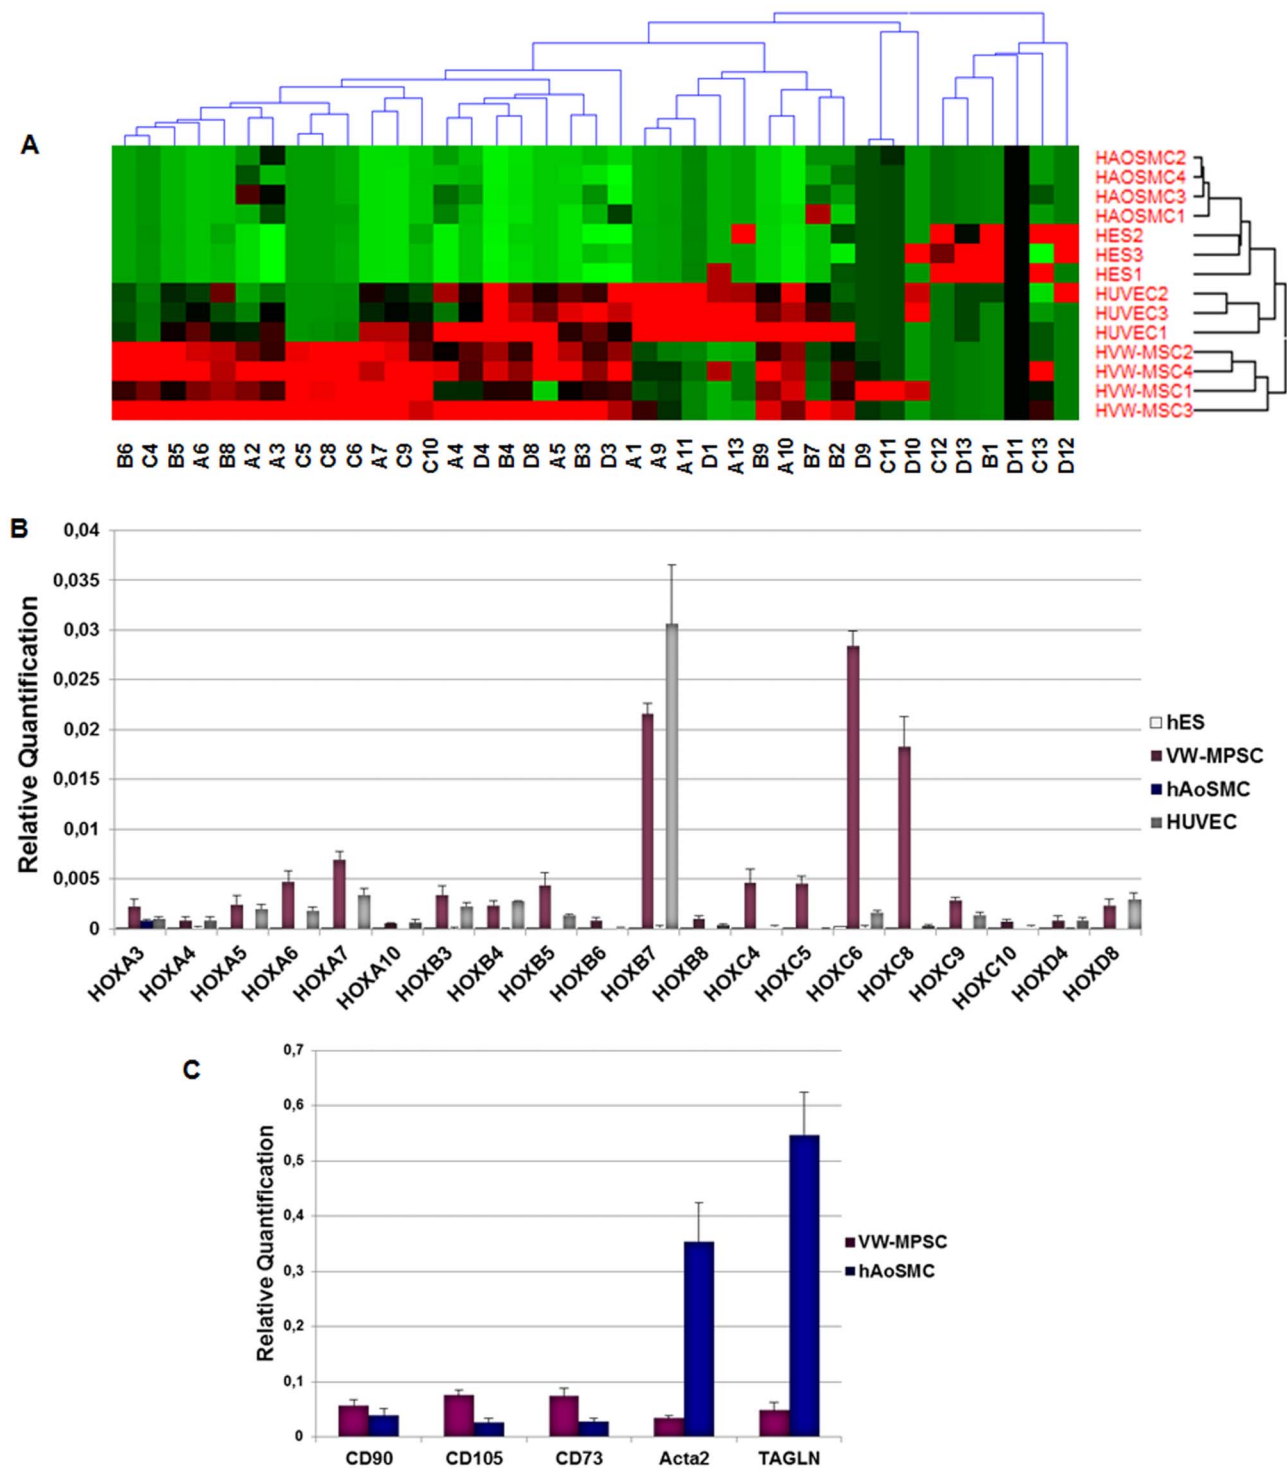 A
HAOSMC2
HAOSMC4
HAOSMC3
HAOSMC1
HES2
HES3
HES1
HUVEC2
HUVEC3
HUVEC1
HVW-MSC2
HVW-MSC4
HVW-MSC1
HVW-MSC3
B6 C4 B5 A6 B8 A2 A3 C5 C8 C6 A7 C9 C10 A4 D4 B4 D8 A5 B3 D3 A1 A9 A11 D1 A13 B9 A10 B7 B2 D9 C11 D10 C12 D13 B1 D11 C13 D12
B
Relative Quantification
0,04
0,035
0,03
0,025
0,02
0,015
0,01
0,005
0
HOXA3 HOXA4 HOXA5 HOXA6 HOXA7 HOXA10 HOXB3 HOXB4 HOXB5 HOXB6 HOXB7 HOXB8 HOXC4 HOXC5 HOXC6 HOXC8 HOXC9 HOXC10 HOXD4 HOXD8
hES
VW-MPSC
hAoSMC
HUVEC
C
Relative Quantification
0,7
0,6
0,5
0,4
0,3
0,2
0,1
0
CD90 CD105 CD73 Acta2 TAGLN
VW-MPSC
hAoSMC